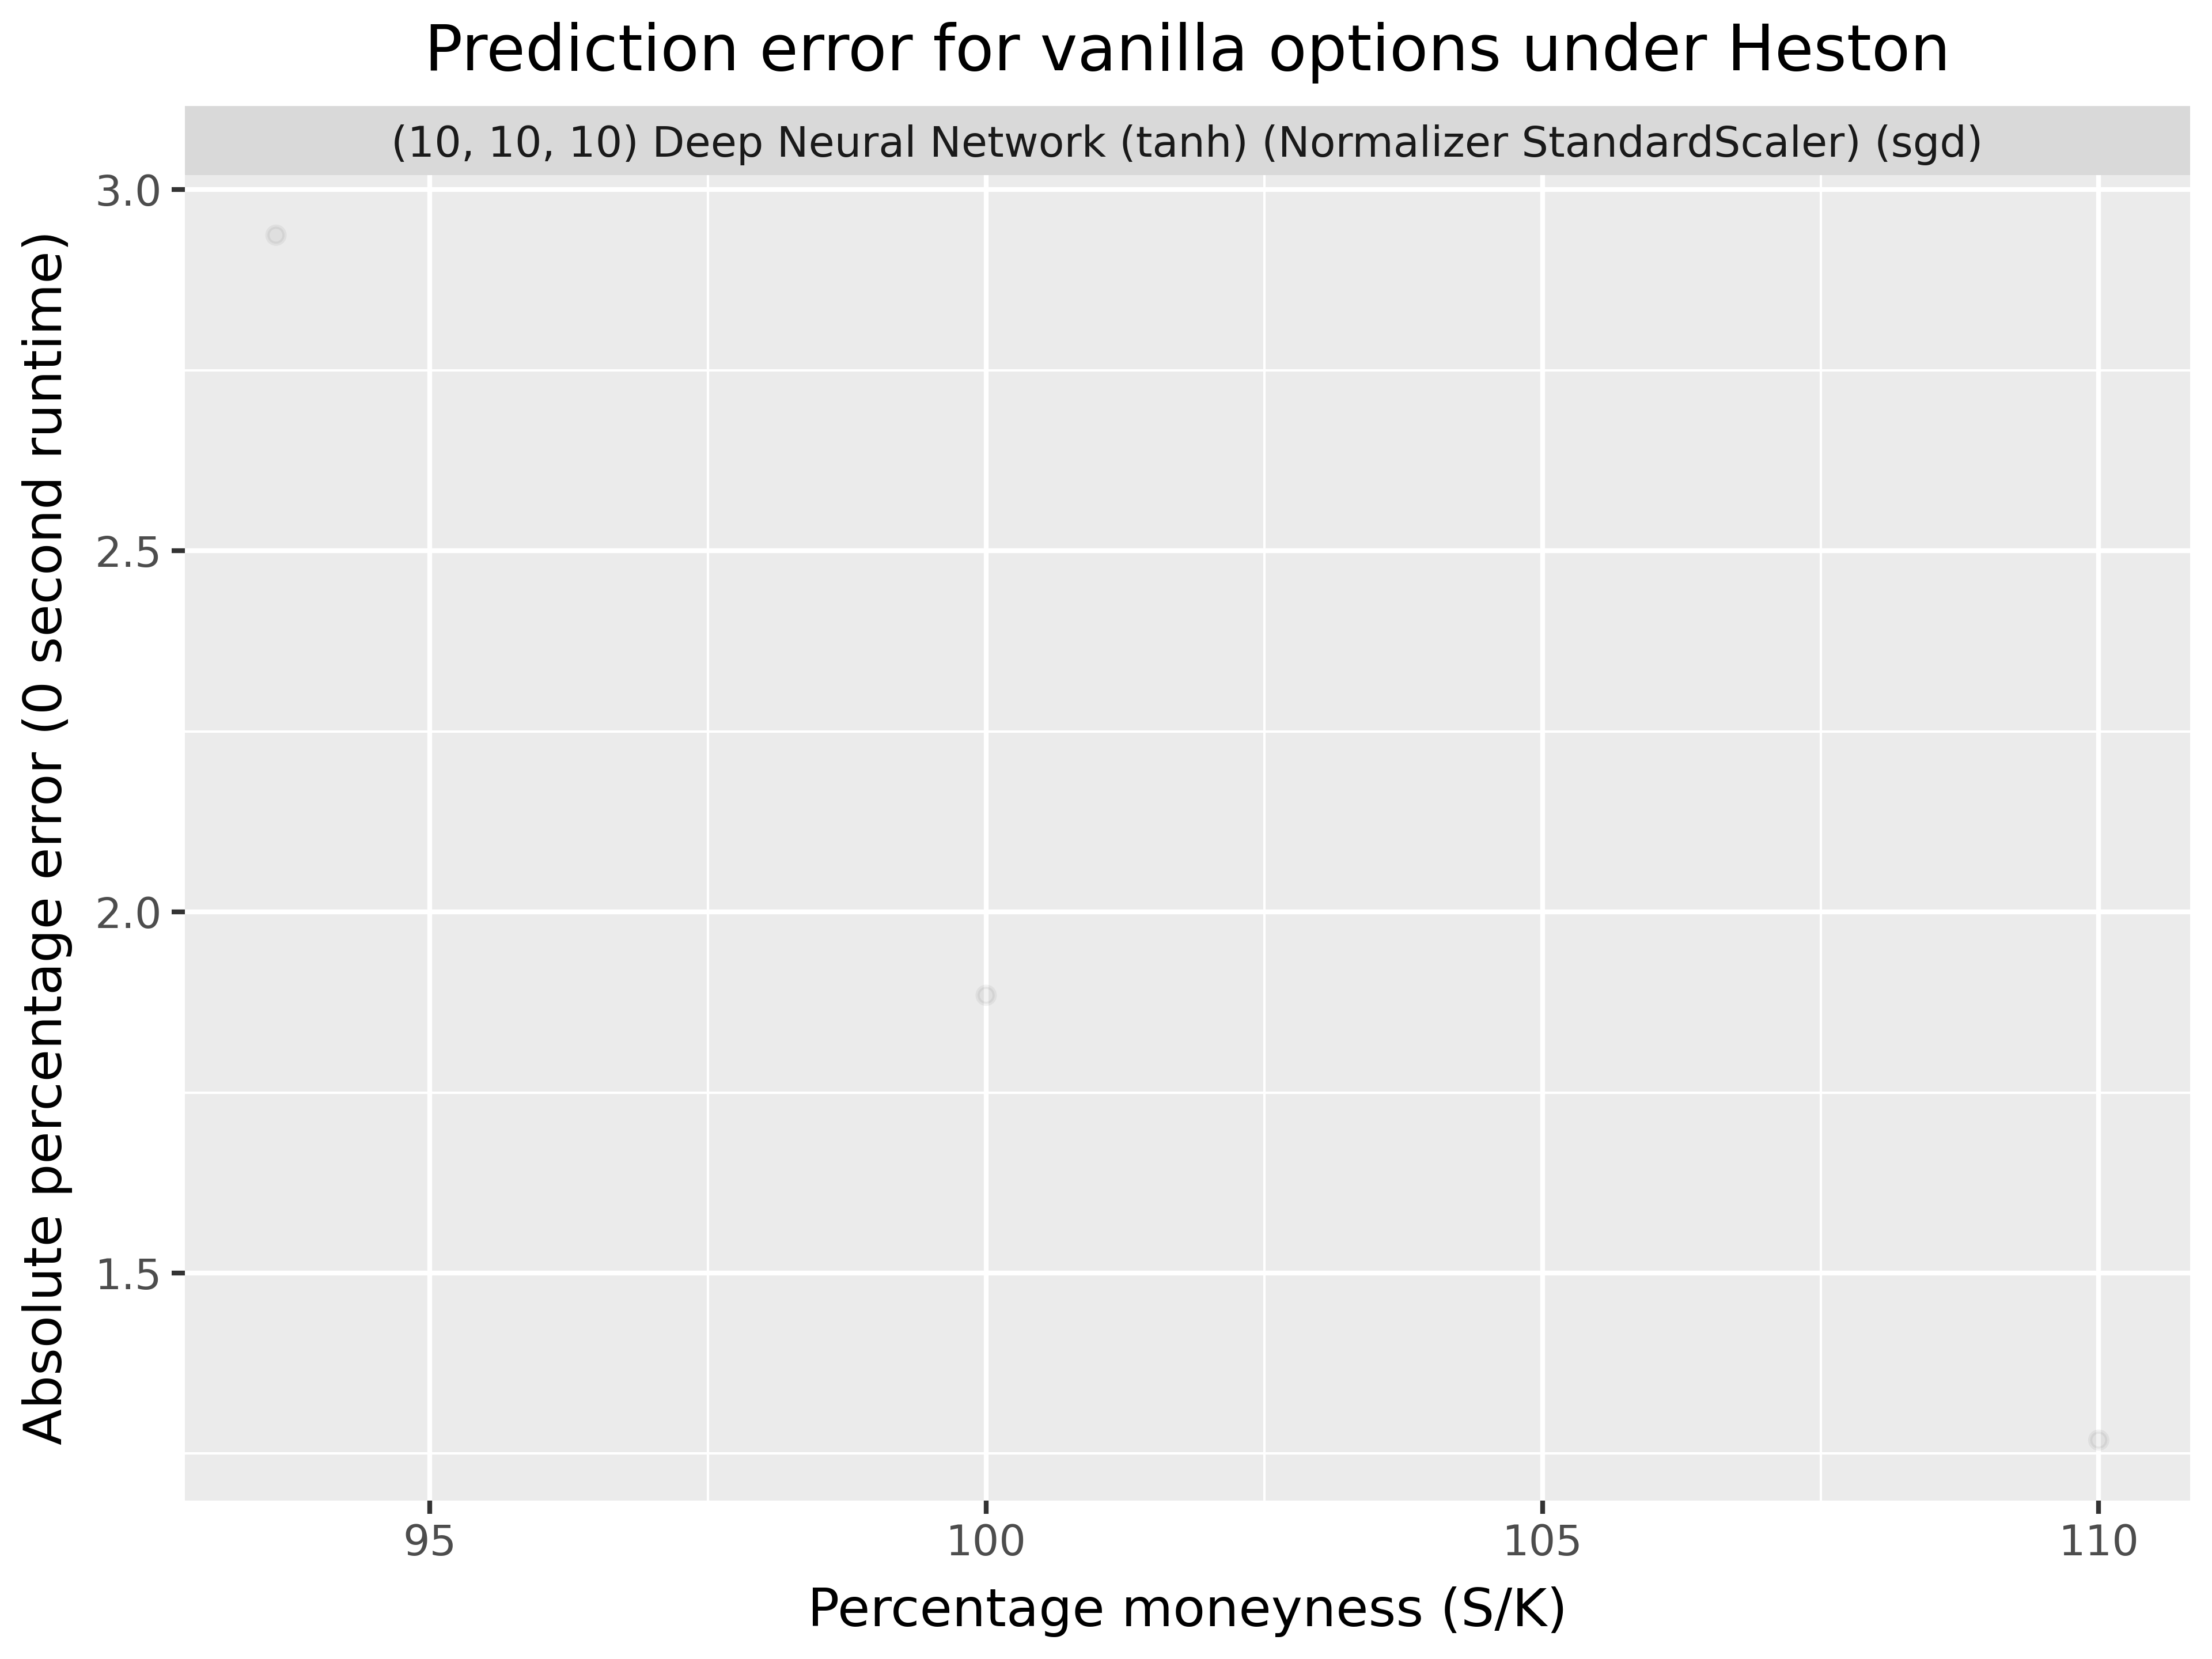 Prediction error for vanilla options under Heston
(10, 10, 10) Deep Neural Network (tanh) (Normalizer StandardScaler) (sgd)
Absolute percentage error (0 second runtime)
3.0
2.5
2.0
1.5
95 100 105 110
Percentage moneyness (S/K)